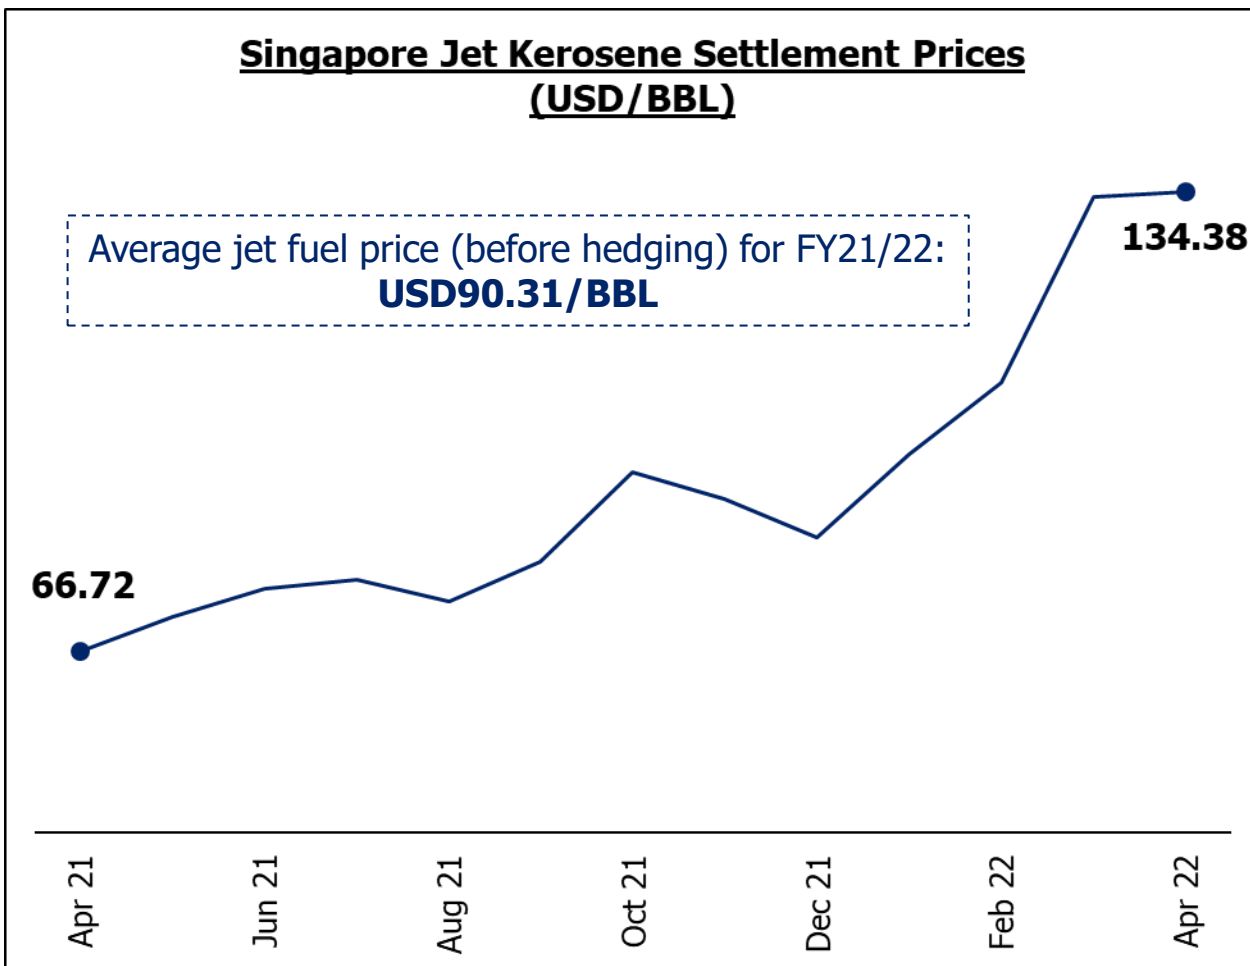 Singapore Jet Kerosene Settlement Prices
(USD/BBL)
Average jet fuel price (before hedging) for FY21/22:
USD90.31/BBL
134.38
66.72
Apr 21
Jun 21
Aug 21
Oct 21
Dec 21
Feb 22
Apr 22